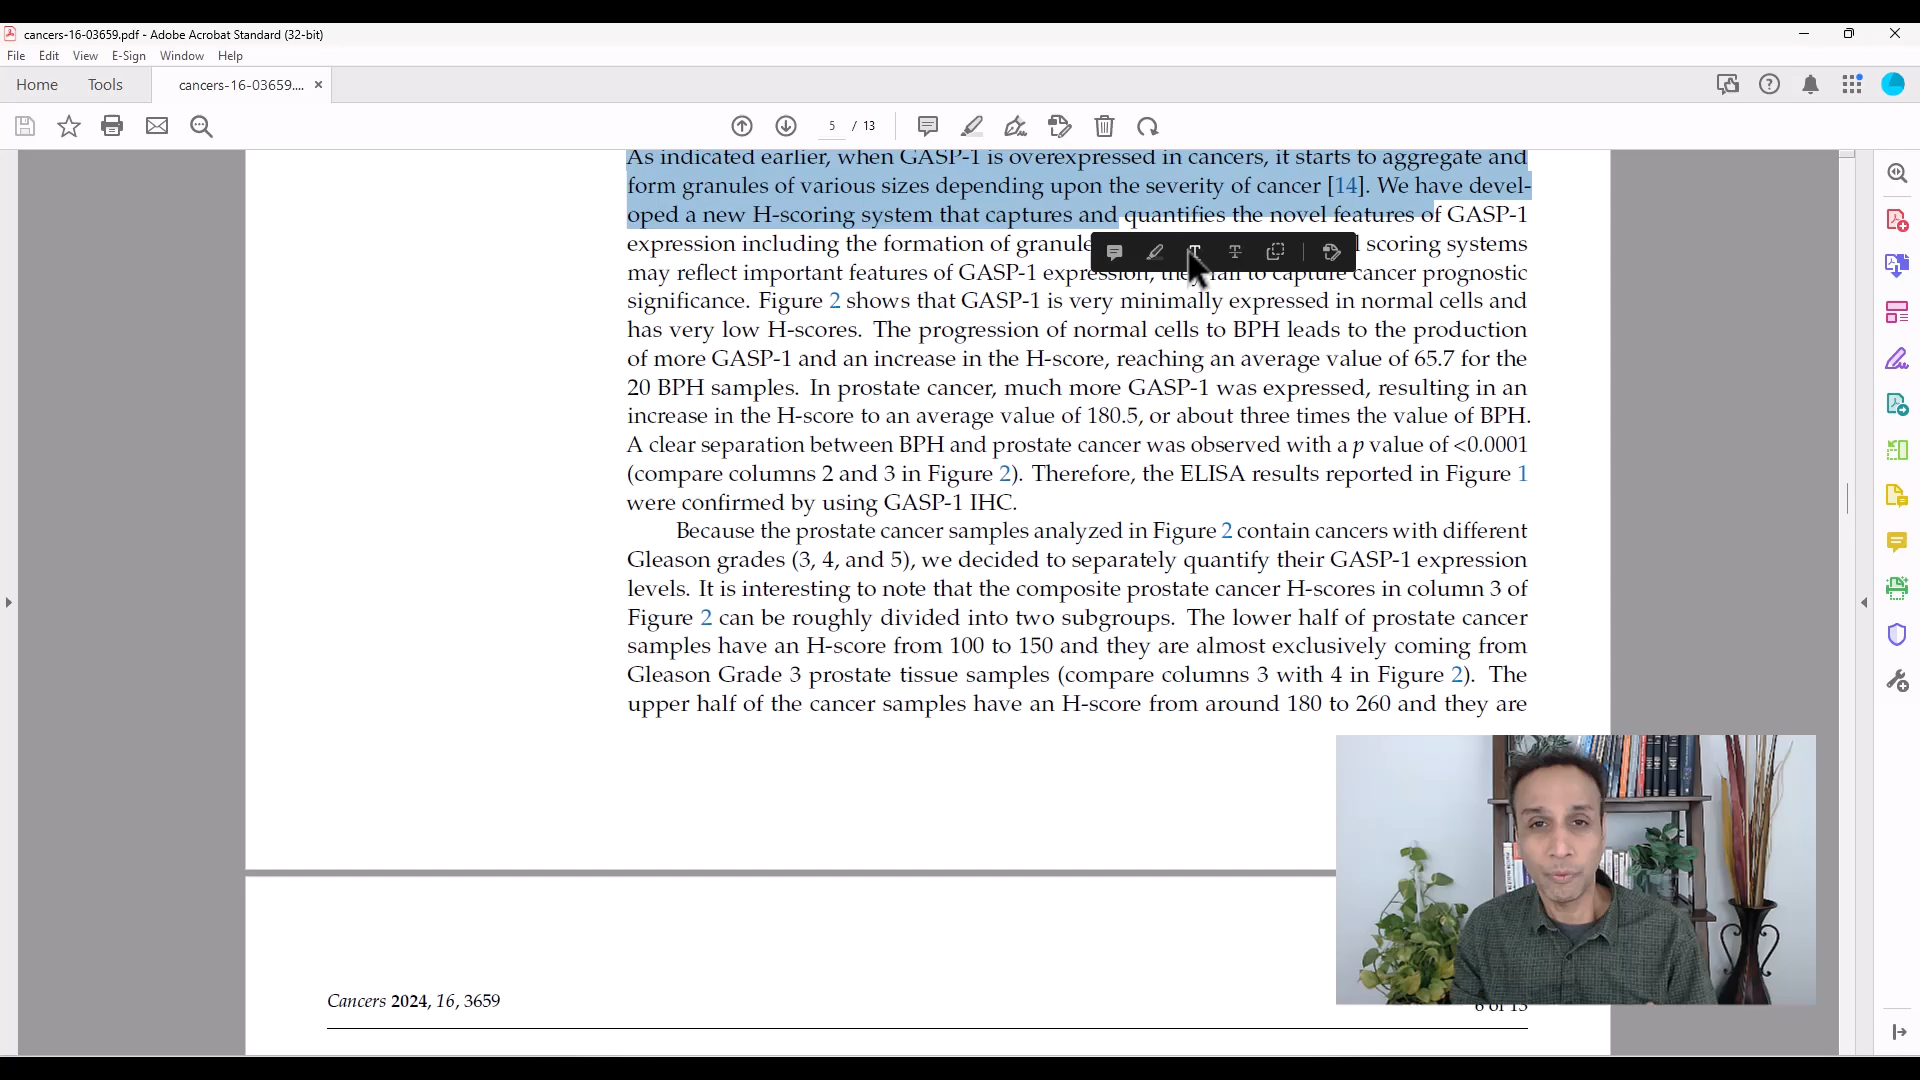 cancers-16-03659.pdf - Adobe Acrobat Standard (32-bit)
File Edit View E-Sign Window Help
Home Tools cancers-16-03659.... ×
5 / 13
As indicated earlier, when GASP-1 is overexpressed in cancers, it starts to aggregate and
form granules of various sizes depending upon the severity of cancer [14]. We have devel-
oped a new H-scoring system that captures and quantifies the novel features of GASP-1
expression including the formation of granule scoring systems
may reflect important features of GASP-1 expression, they fail to capture cancer prognostic
significance. Figure 2 shows that GASP-1 is very minimally expressed in normal cells and
has very low H-scores. The progression of normal cells to BPH leads to the production
of more GASP-1 and an increase in the H-score, reaching an average value of 65.7 for the
20 BPH samples. In prostate cancer, much more GASP-1 was expressed, resulting in an
increase in the H-score to an average value of 180.5, or about three times the value of BPH.
A clear separation between BPH and prostate cancer was observed with a p value of <0.0001
(compare columns 2 and 3 in Figure 2). Therefore, the ELISA results reported in Figure 1
were confirmed by using GASP-1 IHC.
Because the prostate cancer samples analyzed in Figure 2 contain cancers with different
Gleason grades (3, 4, and 5), we decided to separately quantify their GASP-1 expression
levels. It is interesting to note that the composite prostate cancer H-scores in column 3 of
Figure 2 can be roughly divided into two subgroups. The lower half of prostate cancer
samples have an H-score from 100 to 150 and they are almost exclusively coming from
Gleason Grade 3 prostate tissue samples (compare columns 3 with 4 in Figure 2). The
upper half of the cancer samples have an H-score from around 180 to 260 and they are
Cancers 2024, 16, 3659
6 of 13